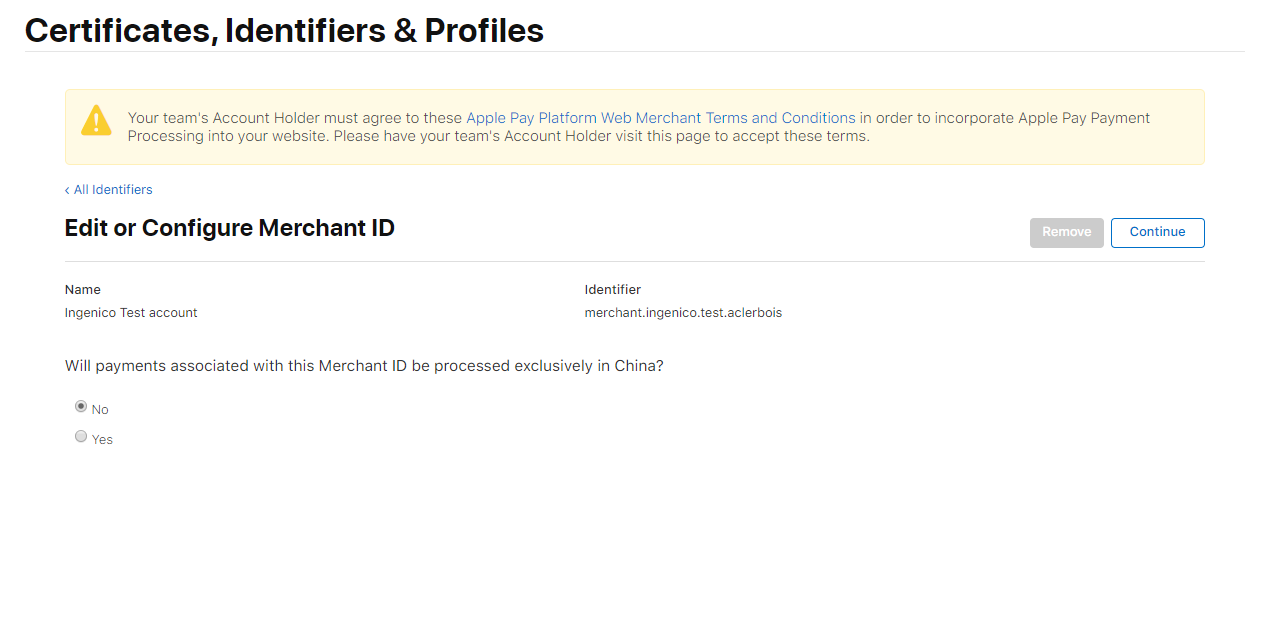 Certificates, Identifiers & Profiles
Your team's Account Holder must agree to these Apple Pay Platform Web Merchant Terms and Conditions in order to incorporate Apple Pay Payment
Processing into your website. Please have your team's Account Holder visit this page to accept these terms.
‹ All Identifiers
Edit or Configure Merchant ID
Remove
Continue
Name
Identifier
Ingenico Test account
merchant.ingenico.test.aclerbois
Will payments associated with this Merchant ID be processed exclusively in China?
No
Yes